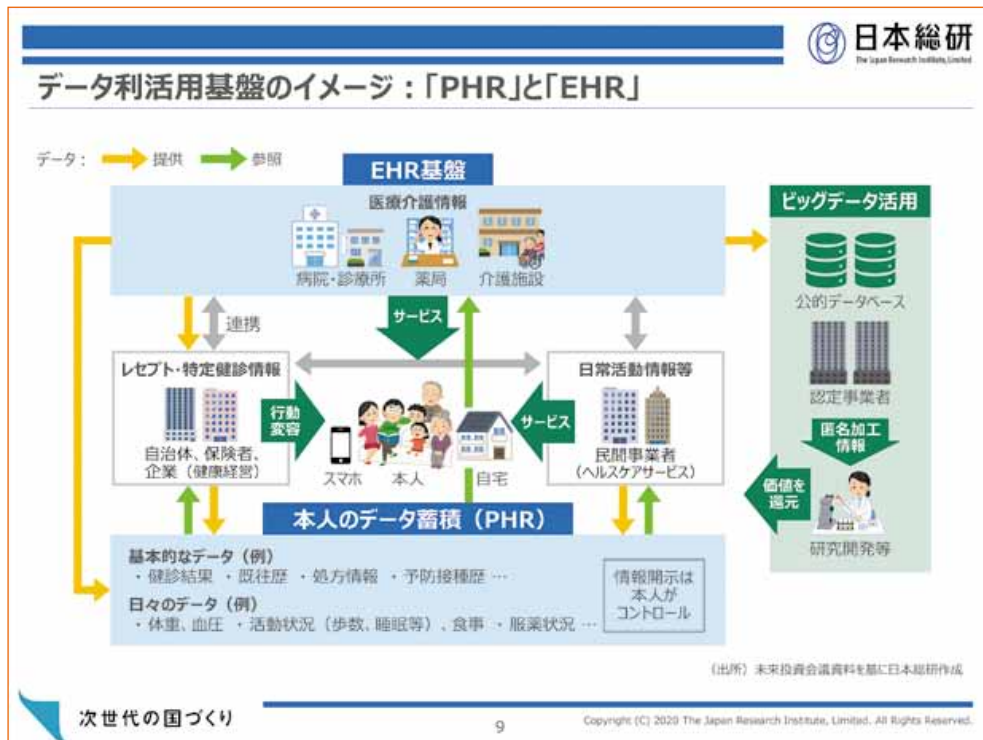 日本総研
The Japan Research Institute, Limited
データ利活用基盤のイメージ：「PHR」と「EHR」
データ： 提供 参照
EHR基盤
医療介護情報
病院・診療所 薬局 介護施設
サービス
連携
レセプト・特定健診情報
自治体、保険者、
企業（健康経営）
行動
変容
スマホ 本人 自宅
サービス
日常活動情報等
民間事業者
（ヘルスケアサービス）
本人のデータ蓄積（PHR）
基本的なデータ（例）
・健診結果 ・既往歴 ・処方情報 ・予防接種歴 …
日々のデータ（例）
・体重、血圧 ・活動状況（歩数、睡眠等）、食事 ・服薬状況 …
情報開示は
本人が
コントロール
ビッグデータ活用
公的データベース
認定事業者
匿名加工
情報
価値を
還元
研究開発等
（出所）未来投資会議資料を基に日本総研作成
次世代の国づくり
9
Copyright (C) 2020 The Japan Research Institute, Limited. All Rights Reserved.